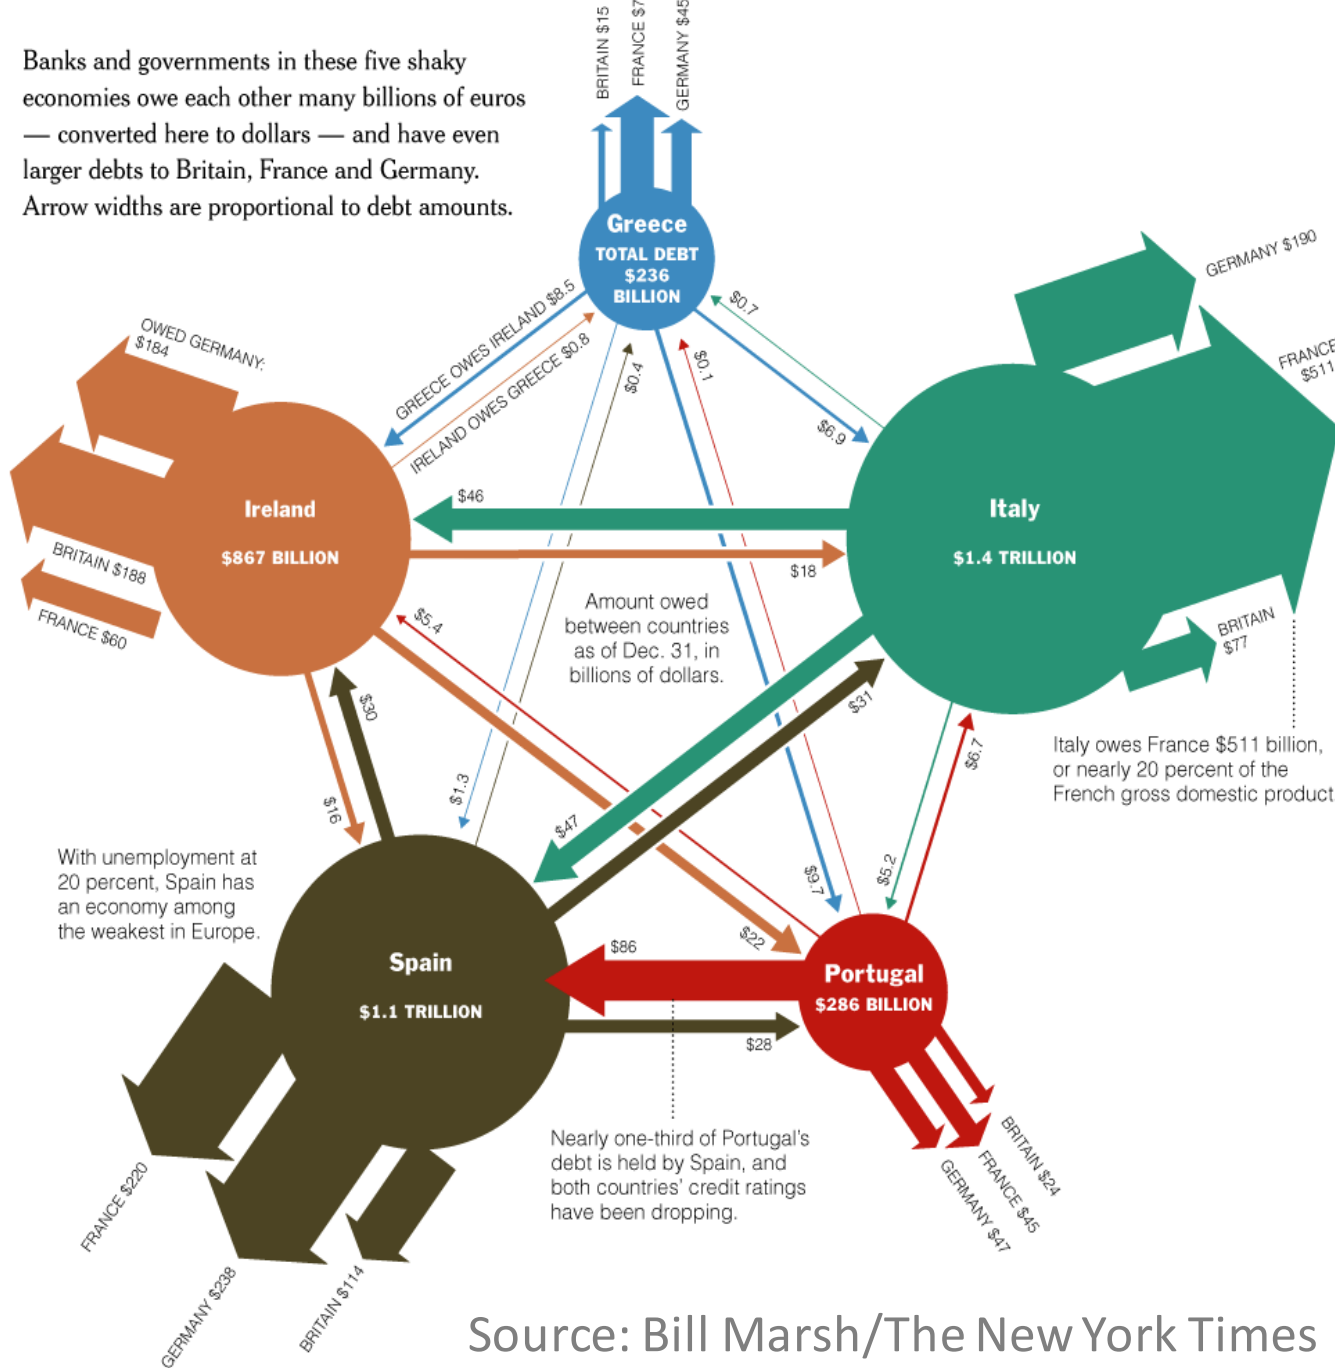 Banks and governments in these five shaky
economies owe each other many billions of euros
— converted here to dollars — and have even
larger debts to Britain, France and Germany.
Arrow widths are proportional to debt amounts.
BRITAIN $15
FRANCE $7
GERMANY $45
Greece
TOTAL DEBT
$236
BILLION
GREECE OWES IRELAND $8.5
IRELAND OWES GREECE $0.8
$0.4
$0.1
$0.7
$6.9
GERMANY $190
FRANCE
$511
OWED GERMANY:
$184
Ireland
$867 BILLION
BRITAIN $188
FRANCE $60
$46
$18
Italy
$1.4 TRILLION
BRITAIN
$77
Amount owed
between countries
as of Dec. 31, in
billions of dollars.
$5.4
$30
$16
$1.3
$31
$47
$6.7
$5.2
$9.7
$22
Italy owes France $511 billion,
or nearly 20 percent of the
French gross domestic product
With unemployment at
20 percent, Spain has
an economy among
the weakest in Europe.
Spain
$1.1 TRILLION
$86
$28
Portugal
$286 BILLION
FRANCE $220
GERMANY $238
BRITAIN $114
Nearly one-third of Portugal’s
debt is held by Spain, and
both countries’ credit ratings
have been dropping.
BRITAIN $24
FRANCE $45
GERMANY $47
Source: Bill Marsh/The New York Times